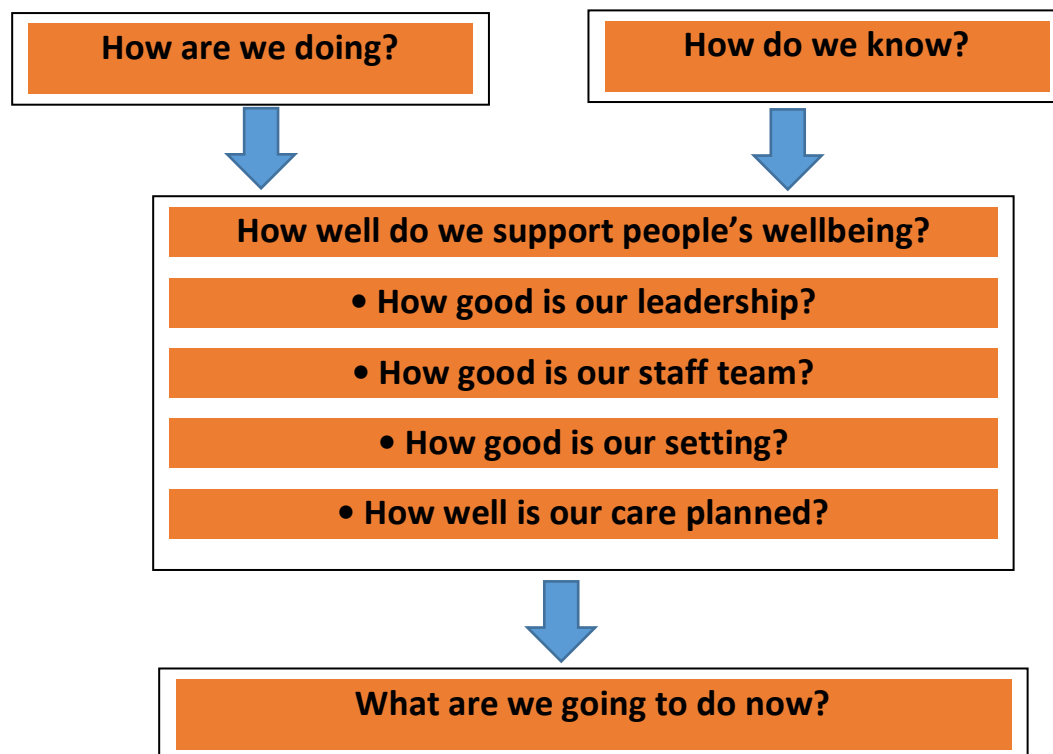 How are we doing?
How do we know?
How well do we support people’s wellbeing?
• How good is our leadership?
• How good is our staff team?
• How good is our setting?
• How well is our care planned?
What are we going to do now?